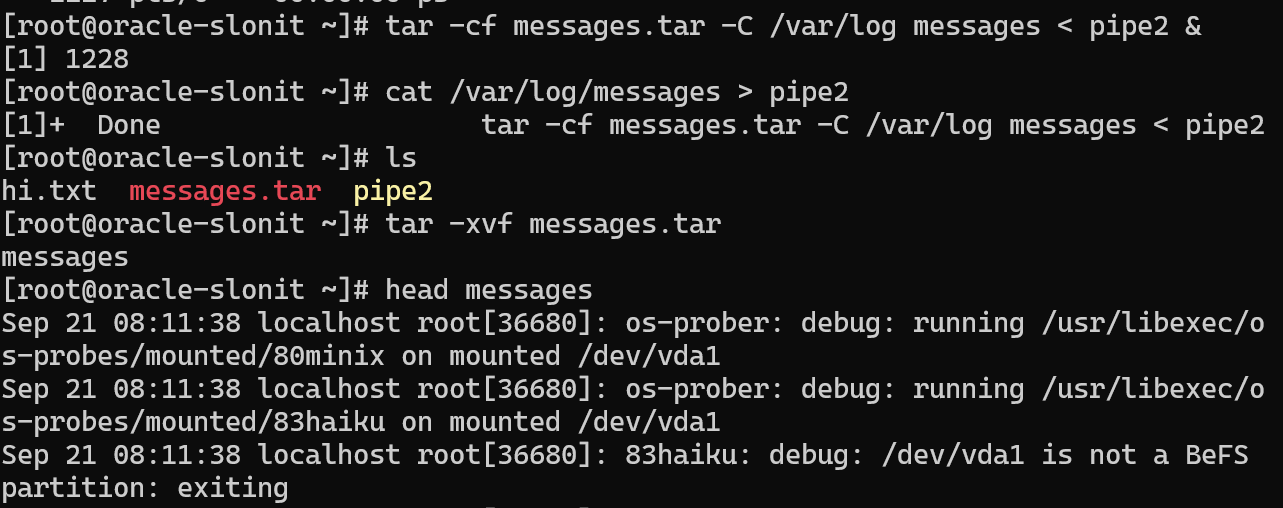 [root@oracle-slonit ~]# tar -cf messages.tar -C /var/log messages < pipe2 &
[1] 1228
[root@oracle-slonit ~]# cat /var/log/messages > pipe2
[1]+  Done                    tar -cf messages.tar -C /var/log messages < pipe2
[root@oracle-slonit ~]# ls
hi.txt  messages.tar  pipe2
[root@oracle-slonit ~]# tar -xvf messages.tar
messages
[root@oracle-slonit ~]# head messages
Sep 21 08:11:38 localhost root[36680]: os-prober: debug: running /usr/libexec/o
s-probes/mounted/80minix on mounted /dev/vda1
Sep 21 08:11:38 localhost root[36680]: os-prober: debug: running /usr/libexec/o
s-probes/mounted/83haiku on mounted /dev/vda1
Sep 21 08:11:38 localhost root[36680]: 83haiku: debug: /dev/vda1 is not a BeFS
partition: exiting